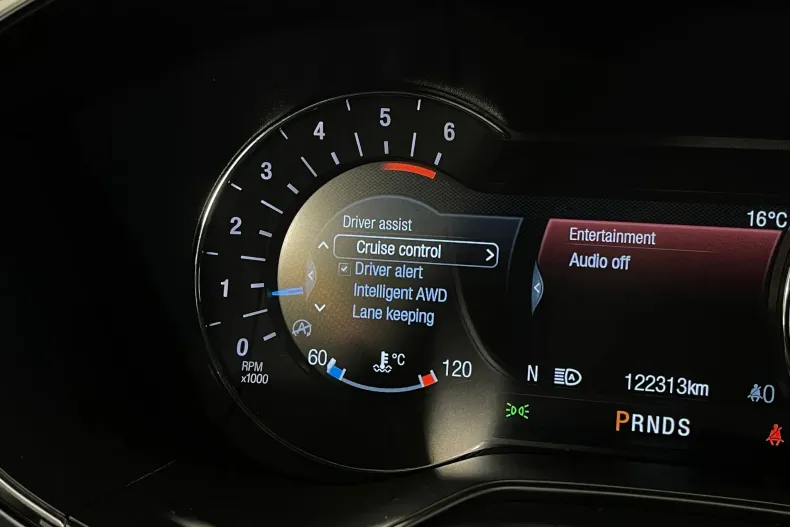 6
5
4
3
2
1
0
RPM
x1000
Driver assist
Cruise control
Driver alert
Intelligent AWD
Lane keeping
60
°C
120
16°C
Entertainment
Audio off
N
A
122313km
0
PRNDS
A